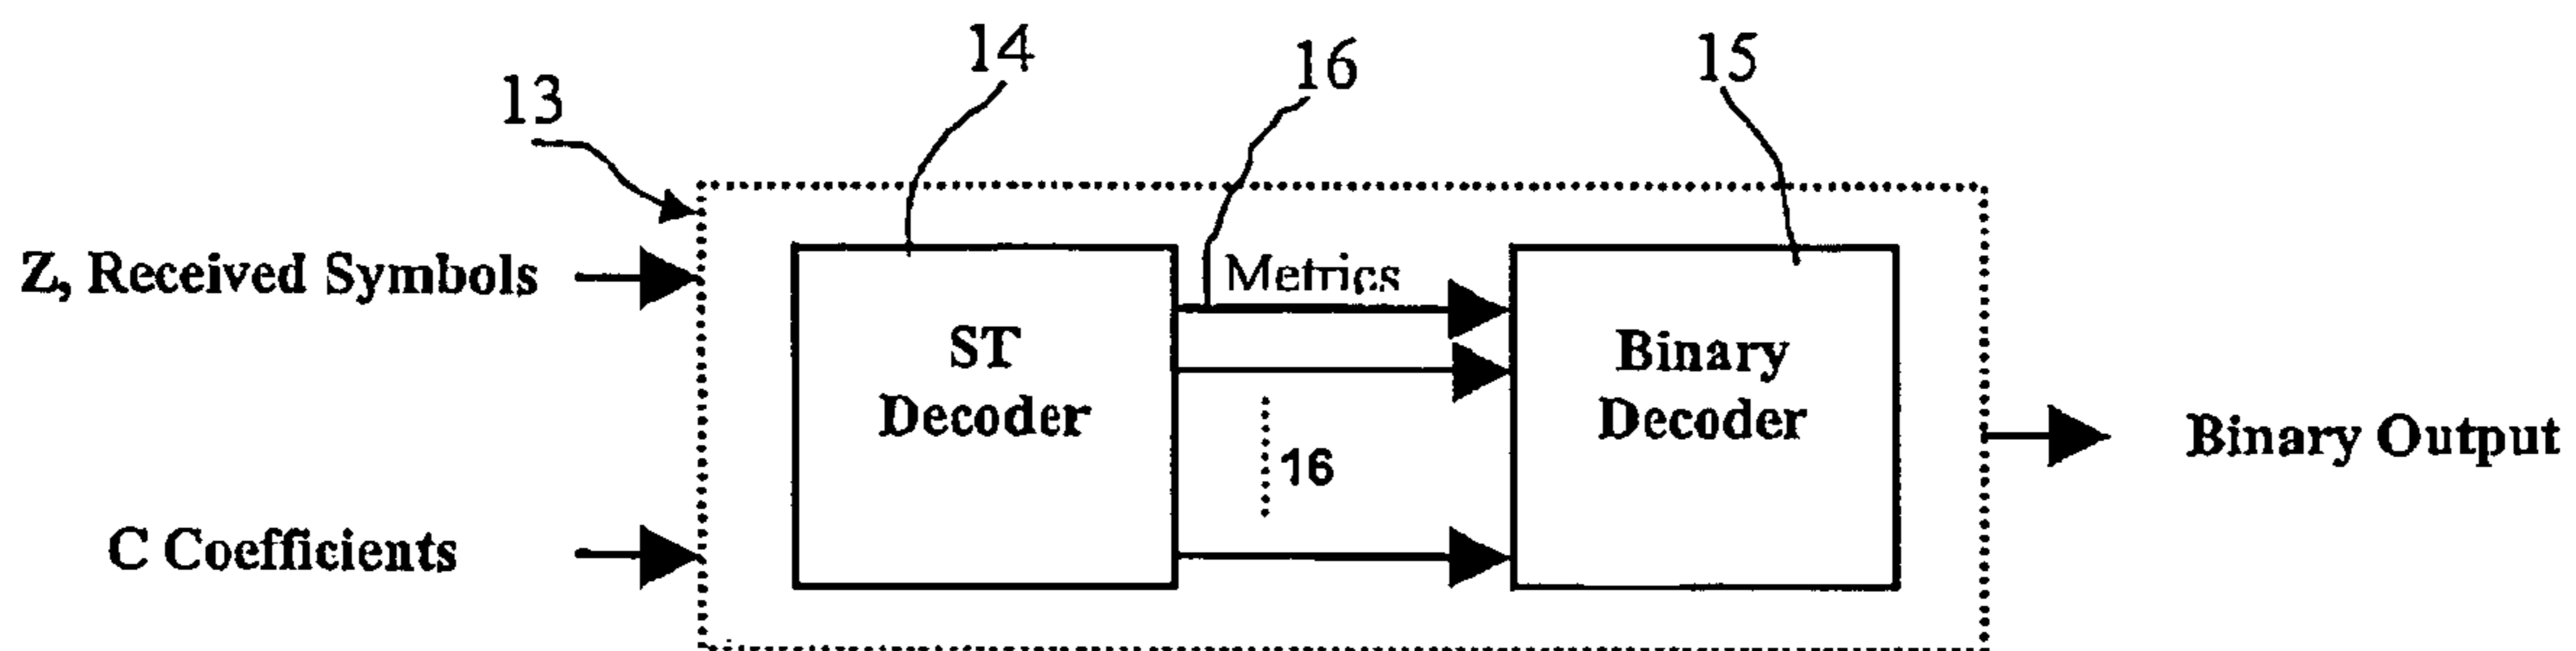 14
16
15
13
Z, Received Symbols
Metrics
ST
Decoder
Binary
Decoder
16
Binary Output
C Coefficients